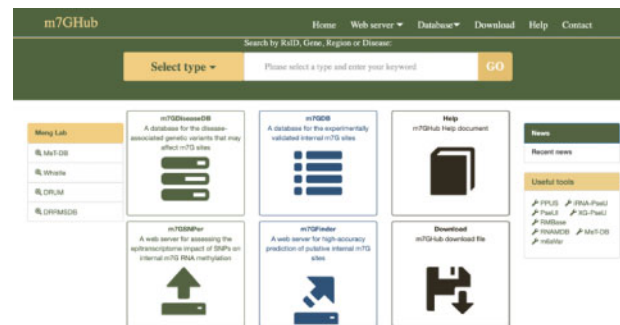 m7GHub
Home Web server Database Download Help Contact
Search by RsID, Gene, Region or Disease:
Select type
Please select a type and enter your keyword
GO
Meng Lab
MeT-DB
Whistle
DRUM
DRPMSDB
m7GDiseaseDB
A database for the disease-
associated genetic variants that may
affect m7G sites
m7GDB
A database for the experimentally
validated internal m7G sites
Help
m7GHub Help document
m7GSNPer
A web server for assessing the
epitranscriptome impact of SNPs on
internal m7G RNA methylation
m7GFinder
A web server for high-accuracy
prediction of putative internal m7G
sites
Download
m7GHub download file
News
Recent news
Useful tools
PPUS iRNA-PseU
PseUI XG-PseU
RMBase
RNAMDB MeT-DB
m6aVar